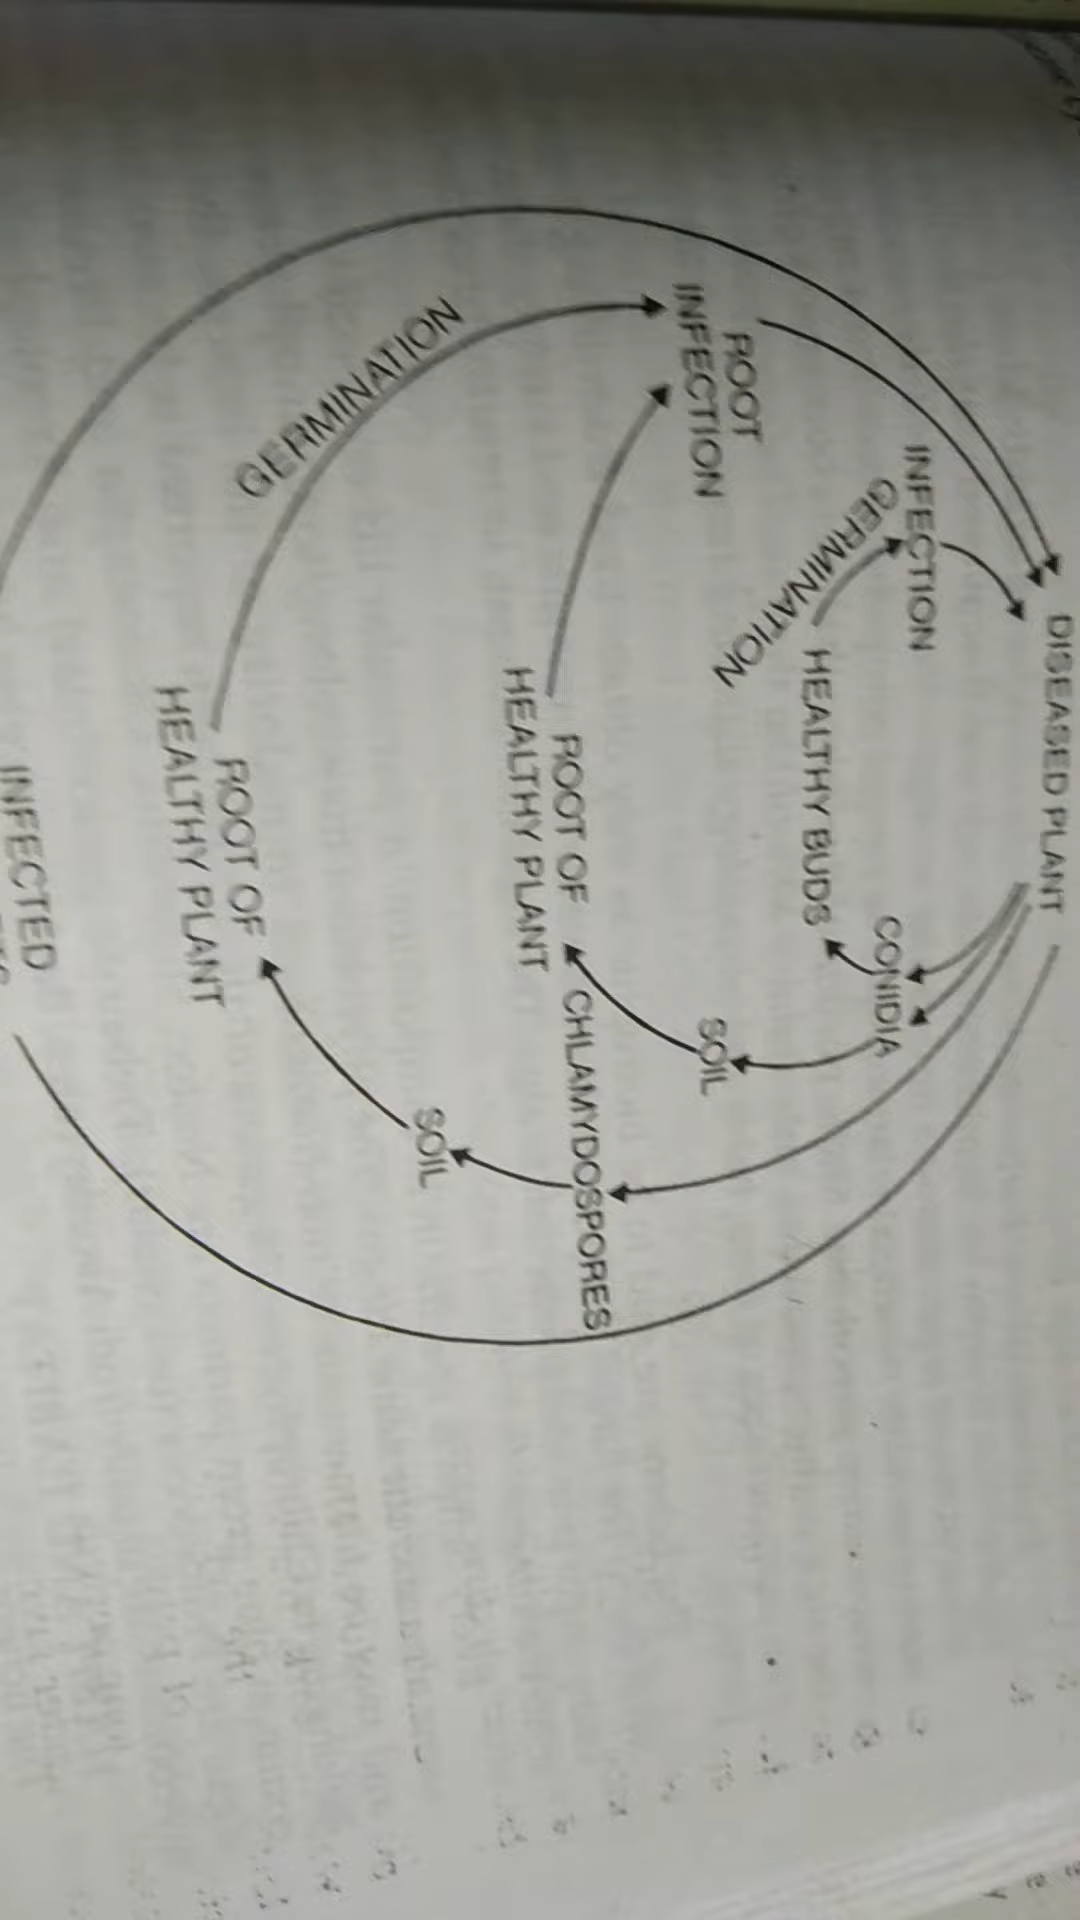 DISEASED PLANT
INFECTION
CONIDIA
GERMINATION
HEALTHY BUDS
ROOT
INFECTION
SOIL
ROOT OF
HEALTHY PLANT
CHLAMYDOSPORES
GERMINATION
SOIL
ROOT OF
HEALTHY PLANT
INFECTED